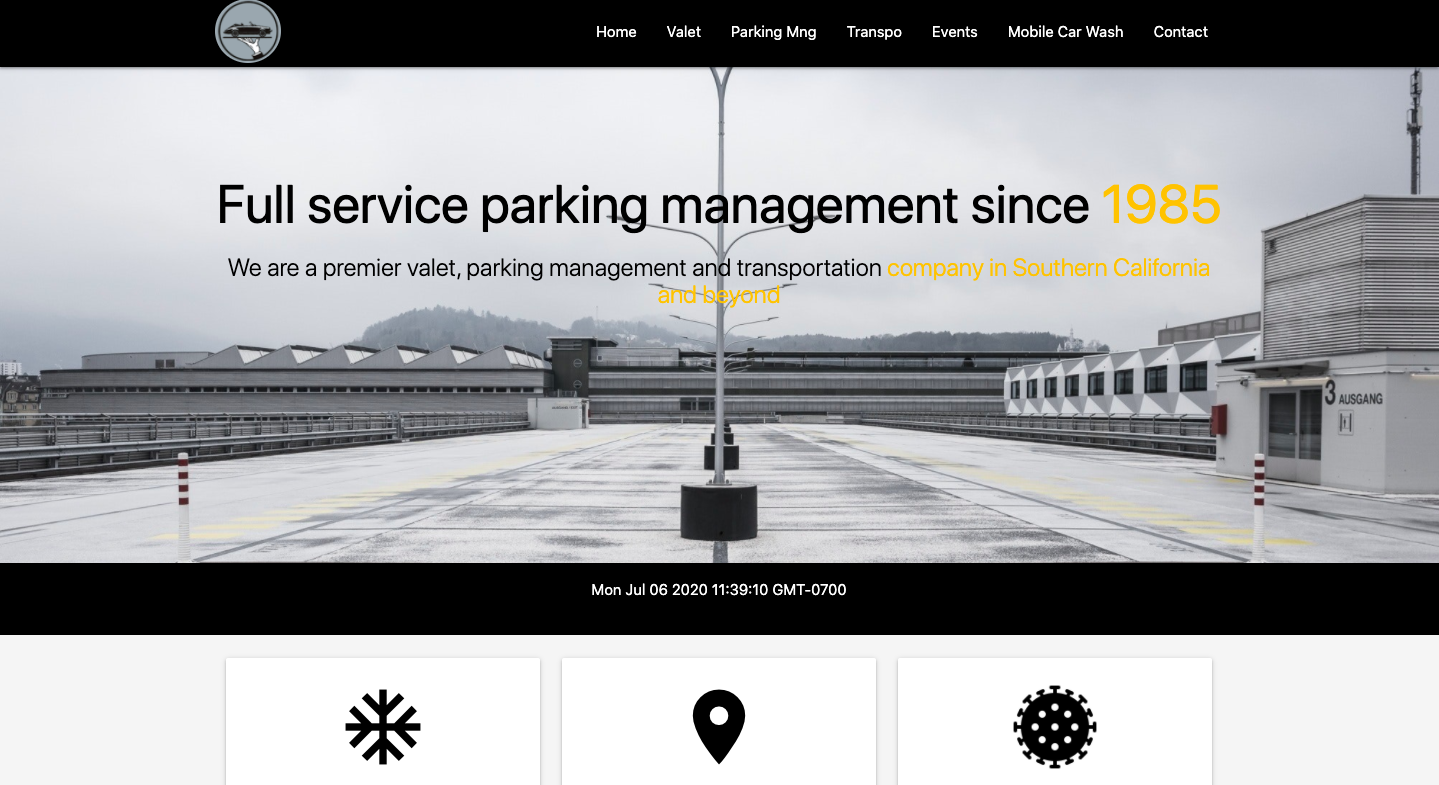 Home Valet Parking Mng Transpo Events Mobile Car Wash Contact
Full service parking management since 1985
We are a premier valet, parking management and transportation company in Southern California
and beyond
3 AUSGANG
Mon Jul 06 2020 11:39:10 GMT-0700